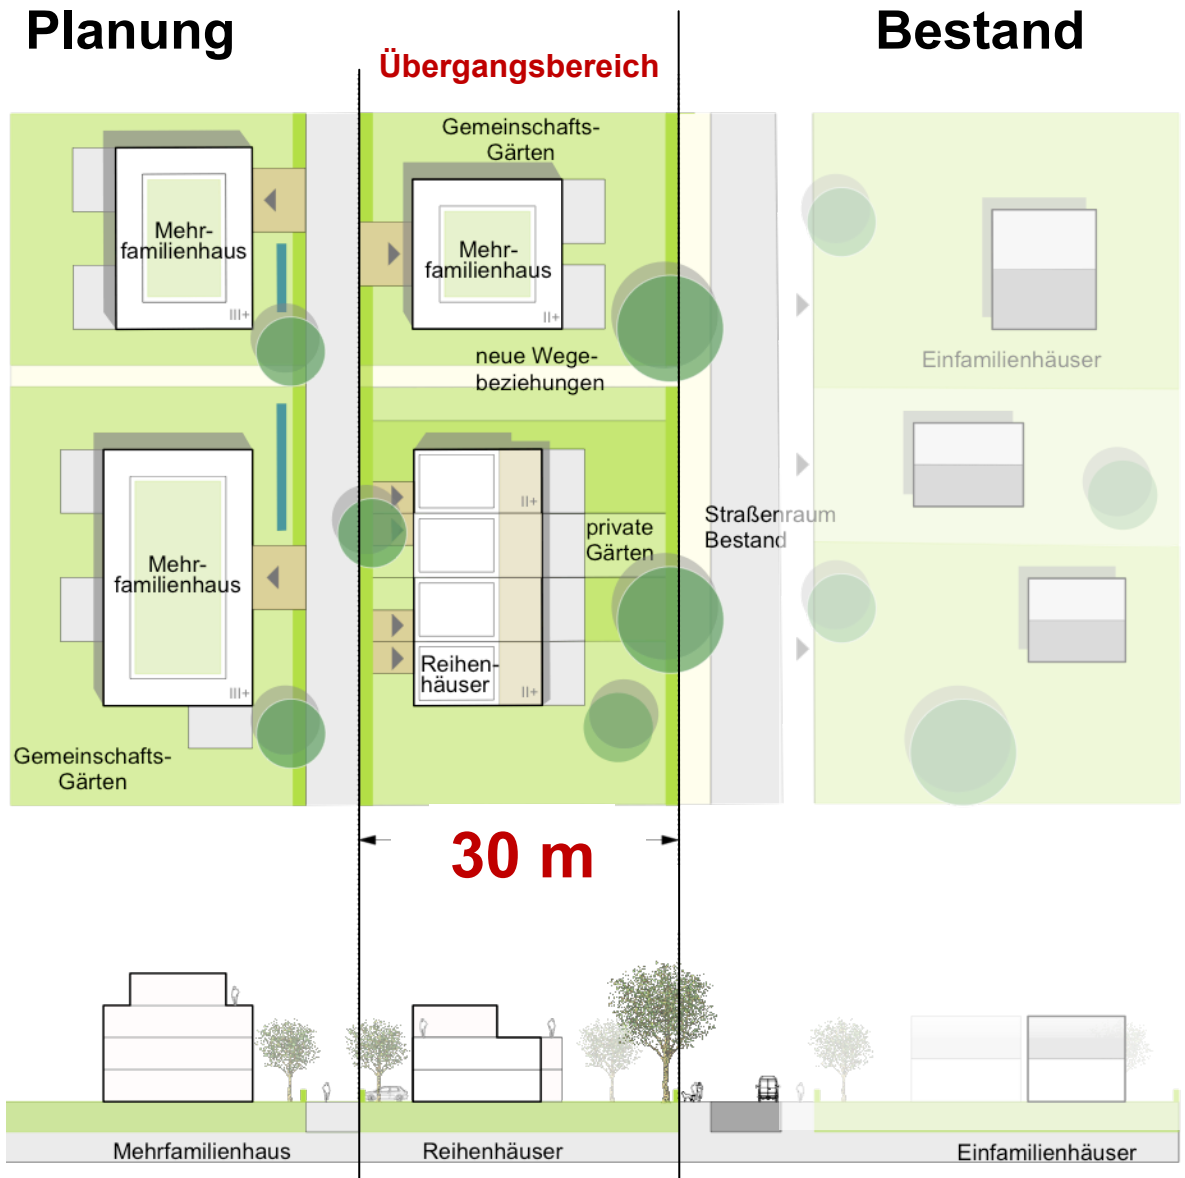 Planung
Bestand
Übergangsbereich
Gemeinschafts-
Gärten
Mehr-
familienhaus
III+
Mehr-
familienhaus
II+
neue Wege-
beziehungen
Einfamilienhäuser
II+
private
Gärten
Straßenraum
Bestand
Mehr-
familienhaus
III+
Reihen-
häuser
II+
Gemeinschafts-
Gärten
30 m
Mehrfamilienhaus
Reihenhäuser
Einfamilienhäuser